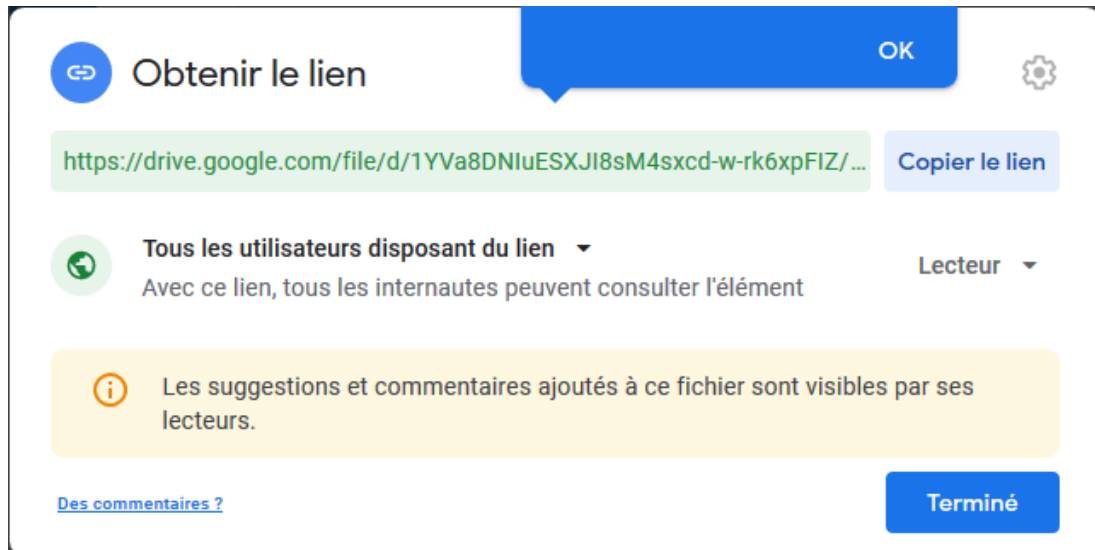 OK
Obtenir le lien
https://drive.google.com/file/d/1YVa8DNIuESXJI8sM4sxcd-w-rk6xpFIZ/...
Copier le lien
Tous les utilisateurs disposant du lien
Avec ce lien, tous les internautes peuvent consulter l'élément
Lecteur
Les suggestions et commentaires ajoutés à ce fichier sont visibles par ses
lecteurs.
Des commentaires ?
Terminé